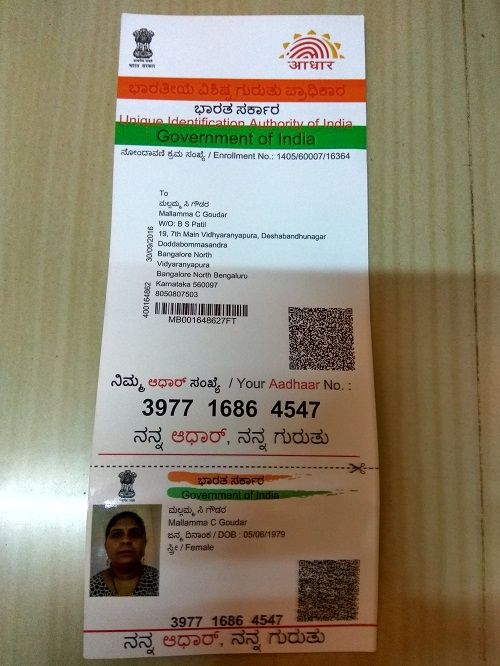 भारत सरकार
आधार
ಭಾರತೀಯ ವಿಶಿಷ್ಟ ಗುರುತು ಪ್ರಾಧಿಕಾರ
ಭಾರತ ಸರ್ಕಾರ
Unique Identification Authority of India
Government of India
ನೋಂದಾವಣಿ ಕ್ರಮ ಸಂಖ್ಯೆ / Enrollment No.: 1405/60007/16364
To
ಮಲ್ಲಮ್ಮ ಸಿ ಗೌಡರ
Mallamma C Goudar
W/O: B S Patil
19, 7th Main Vidhyaranyapura, Deshabandhunagar
Doddabommasandra
Bangalore North
Vidyaranyapura
Bangalore North Bengaluru
Karnataka 560097
8050807503
30/09/2016
400164862
MB001648627FT
ನಿಮ್ಮ ಆಧಾರ್ ಸಂಖ್ಯೆ / Your Aadhaar No. :
3977 1686 4547
ನನ್ನ ಆಧಾರ್, ನನ್ನ ಗುರುತು
ಭಾರತ ಸರ್ಕಾರ
Government of India
ಮಲ್ಲಮ್ಮ ಸಿ ಗೌಡರ
Mallamma C Goudar
ಜನ್ಮ ದಿನಾಂಕ / DOB : 05/06/1979
ಸ್ತ್ರೀ / Female
3977 1686 4547
ನನ್ನ ಆಧಾರ್, ನನ್ನ ಗುರುತು